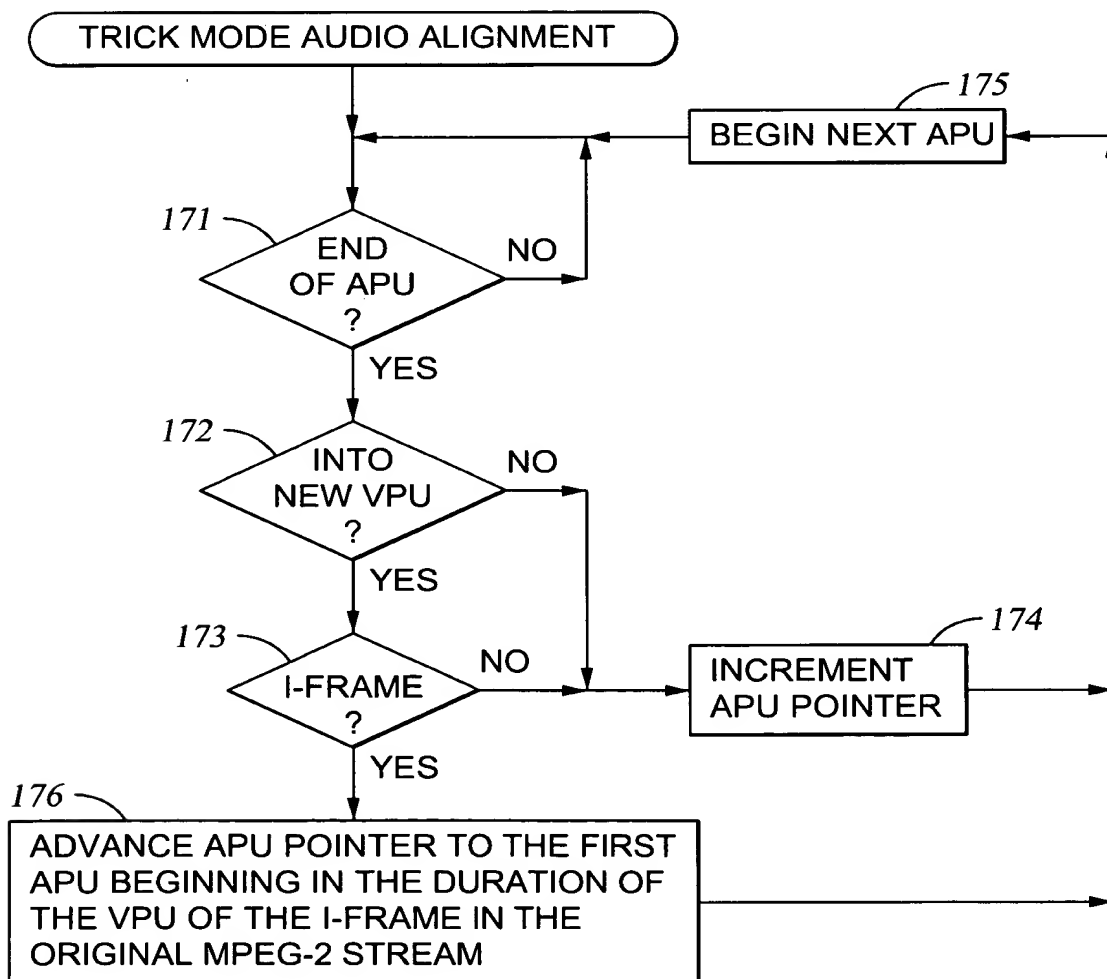 TRICK MODE AUDIO ALIGNMENT
175
BEGIN NEXT APU
171
END
OF APU
?
NO
YES
172
INTO
NEW VPU
?
NO
YES
173
I-FRAME
?
NO
174
INCREMENT
APU POINTER
YES
176
ADVANCE APU POINTER TO THE FIRST
APU BEGINNING IN THE DURATION OF
THE VPU OF THE I-FRAME IN THE
ORIGINAL MPEG-2 STREAM